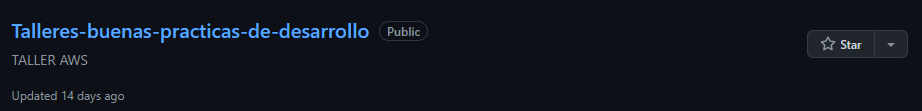 Talleres-buenas-practicas-de-desarrollo Public
Star
TALLER AWS
Updated 14 days ago